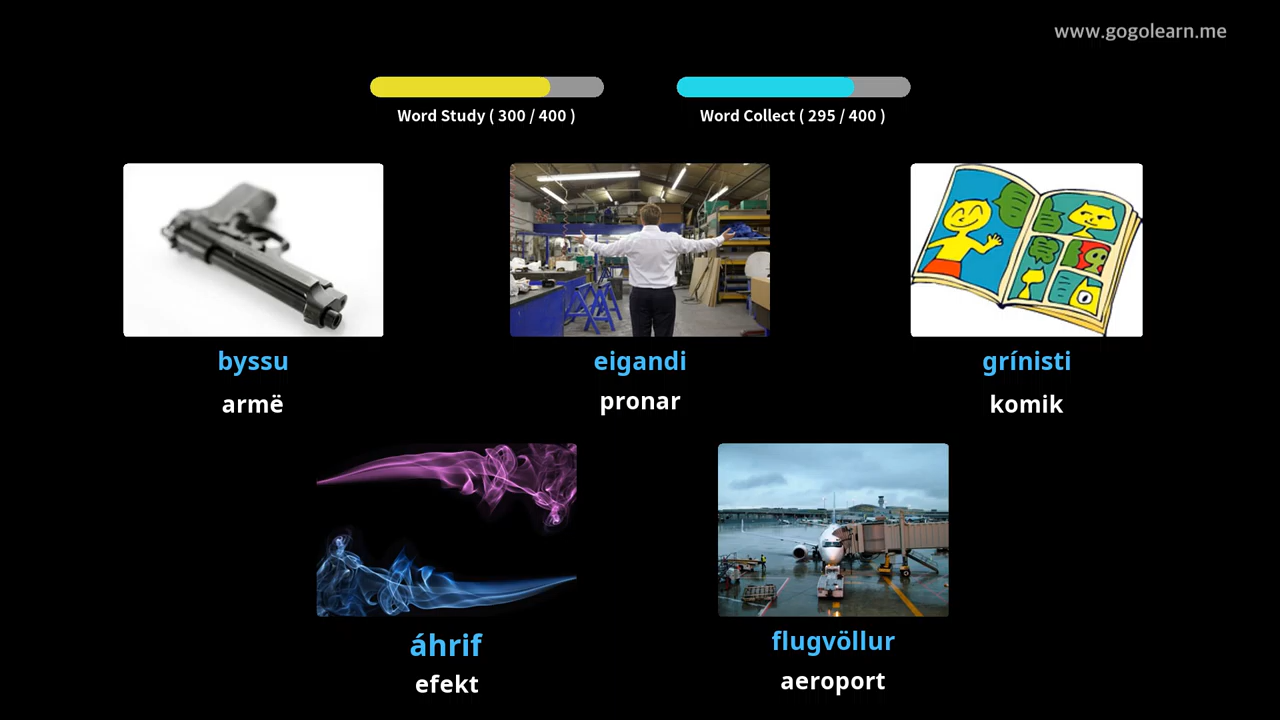 www.gogolearn.me
Word Study ( 300 / 400 )
Word Collect ( 295 / 400 )
byssu
armë
eigandi
pronar
grínisti
komik
áhrif
efekt
flugvöllur
aeroport